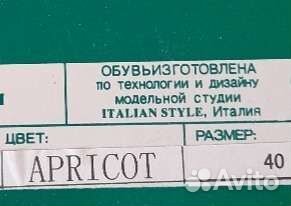 ОБУВЬИЗГОТОВЛЕНА
по технологии и дизайну
модельной студии
ITALIAN STYLE, Италия
ЦВЕТ:
РАЗМЕР:
APRICOT
40
Avito